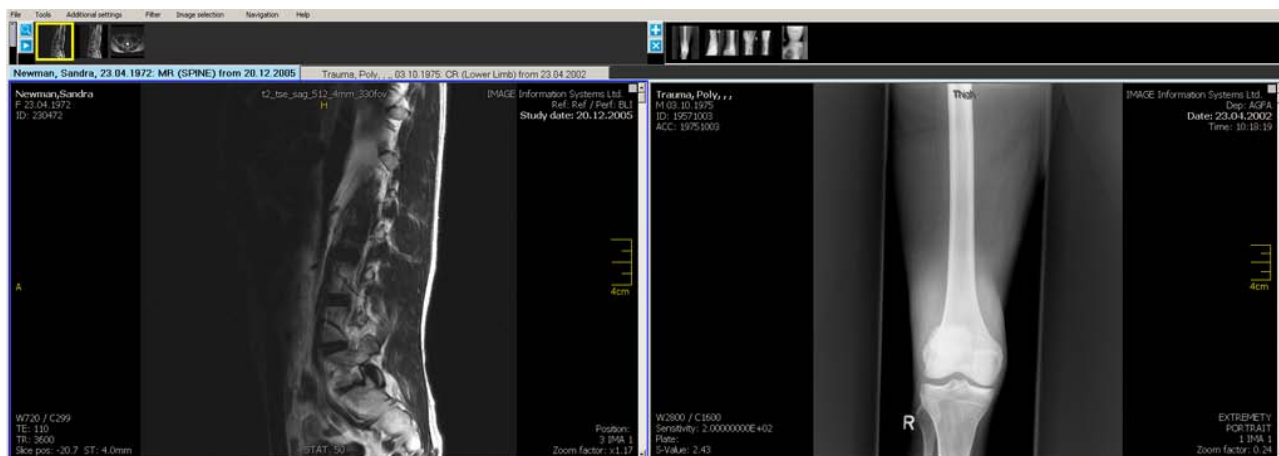 File Tools Additional settings Filter Image selection Navigation Help
Newman, Sandra, 23.04.1972: MR (SPINE) from 20.12.2005
Trauma, Poly, , , 03.10.1975: CR (Lower Limb) from 23.04.2002
Newman,Sandra
F 23.04.1972
ID: 230472
t2_tse_sag_512_4mm_330fov
H
IMAGE Information Systems Ltd.
Ref: Ref / Perf: BLI
Study date: 20.12.2005
A
4cm
W720 / C299
TE: 110
TR: 3600
Slice pos: -20.7 ST: 4.0mm
STAT. 50
Position:
3 IMA 1
Zoom factor: x1.17
Trauma, Poly, , ,
M 03.10.1975
ID: 19571003
ACC: 19751003
Thigh
IMAGE Information Systems Ltd.
Dep: AGFA
Date: 23.04.2002
Time: 10:18:19
4cm
R
W2800 / C1600
Sensitivity: 2.00000000E+02
Plate:
S-Value: 2.43
EXTREMETY
PORTRAIT
1 IMA 1
Zoom factor: 0.24